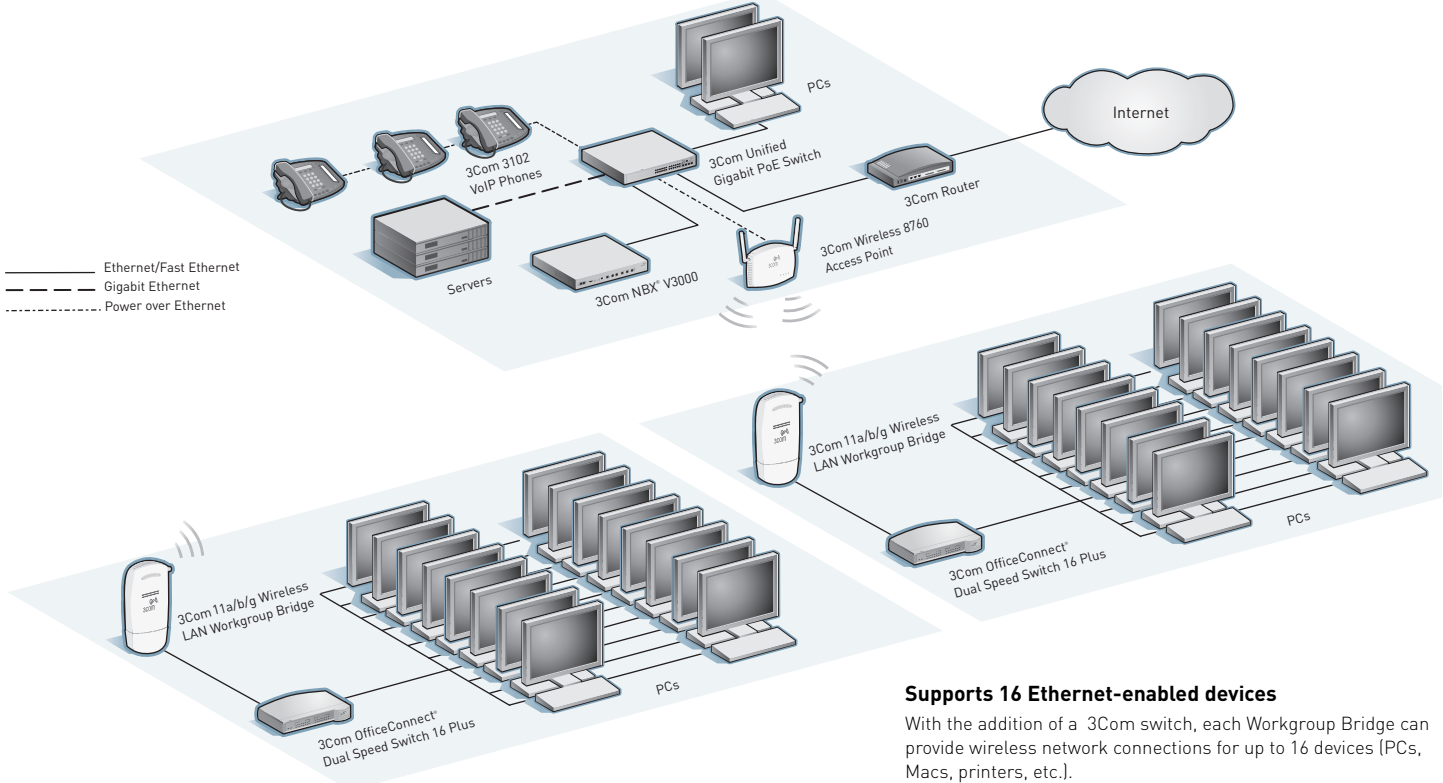 PCs
Internet
3Com Unified
Gigabit PoE Switch
3Com 3102
VoIP Phones
3Com Router
3Com Wireless 8760
Access Point
Servers
3Com NBX® V3000
Ethernet/Fast Ethernet
Gigabit Ethernet
Power over Ethernet
3com
3Com 11a/b/g Wireless
LAN Workgroup Bridge
3com
PCs
3Com OfficeConnect®
Dual Speed Switch 16 Plus
3Com 11a/b/g Wireless
LAN Workgroup Bridge
3com
PCs
3Com OfficeConnect®
Dual Speed Switch 16 Plus
Supports 16 Ethernet-enabled devices
With the addition of a 3Com switch, each Workgroup Bridge can
provide wireless network connections for up to 16 devices (PCs,
Macs, printers, etc.).